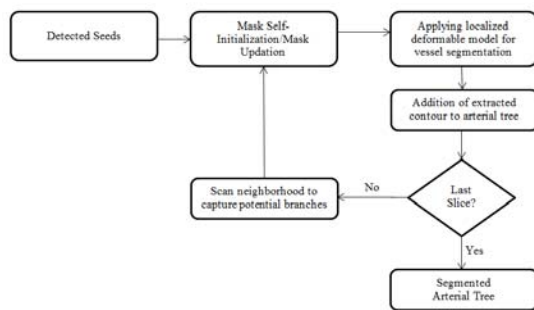 Detected Seeds
Mask Self-
Initialization/Mask
Updation
Applying localized
deformable model for
vessel segmentation
Addition of extracted
contour to arterial tree
Last
Slice?
No
Scan neighborhood to
capture potential branches
Yes
Segmented
Arterial Tree